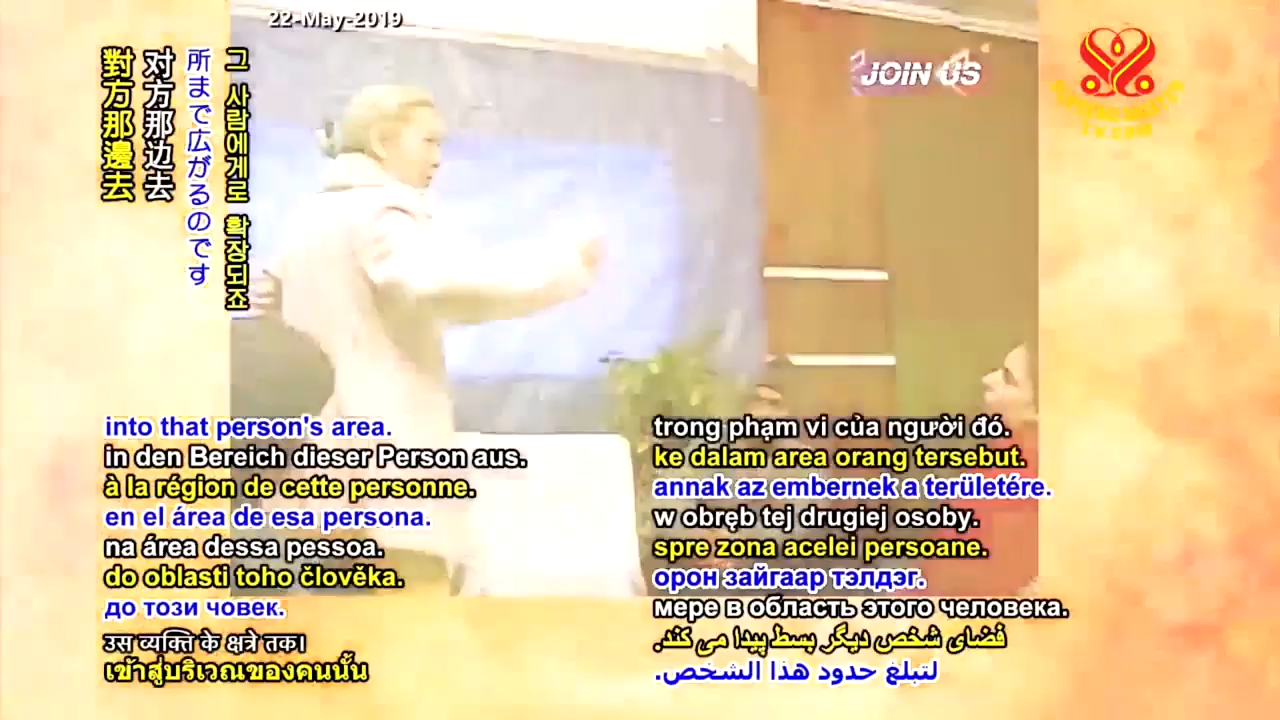 22-May-2019
JOIN US
對方那邊去
对方那边去
所まで広がるのです
그 사람에게로 확장되죠
into that person's area.
in den Bereich dieser Person aus.
à la région de cette personne.
en el área de esa persona.
na área dessa pessoa.
do oblasti toho člověka.
до този човек.
उस व्यक्ति के क्षत्रे तक।
เข้าสู่บริเวณของคนนั้น
trong phạm vi của người đó.
ke dalam area orang tersebut.
annak az embernek a területére.
w obręb tej drugiej osoby.
spre zona acelei persoane.
орон зайгаар тэлдэг.
мере в область этого человека.
فضای شخص دیگر بسط پیدا می کند.
لتبلغ حدود هذا الشخص.